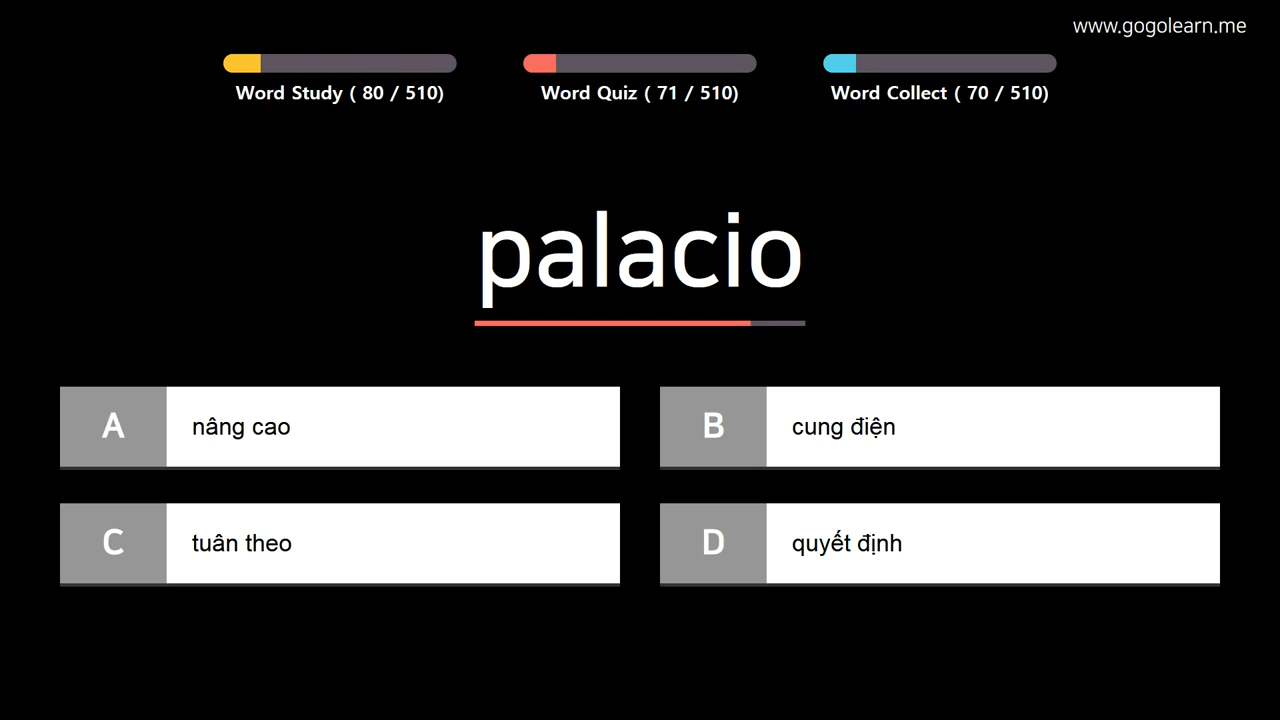 www.gogolearn.me
Word Study ( 80 / 510)
Word Quiz ( 71 / 510)
Word Collect ( 70 / 510)
palacio
A nâng cao
B cung điện
C tuân theo
D quyết định